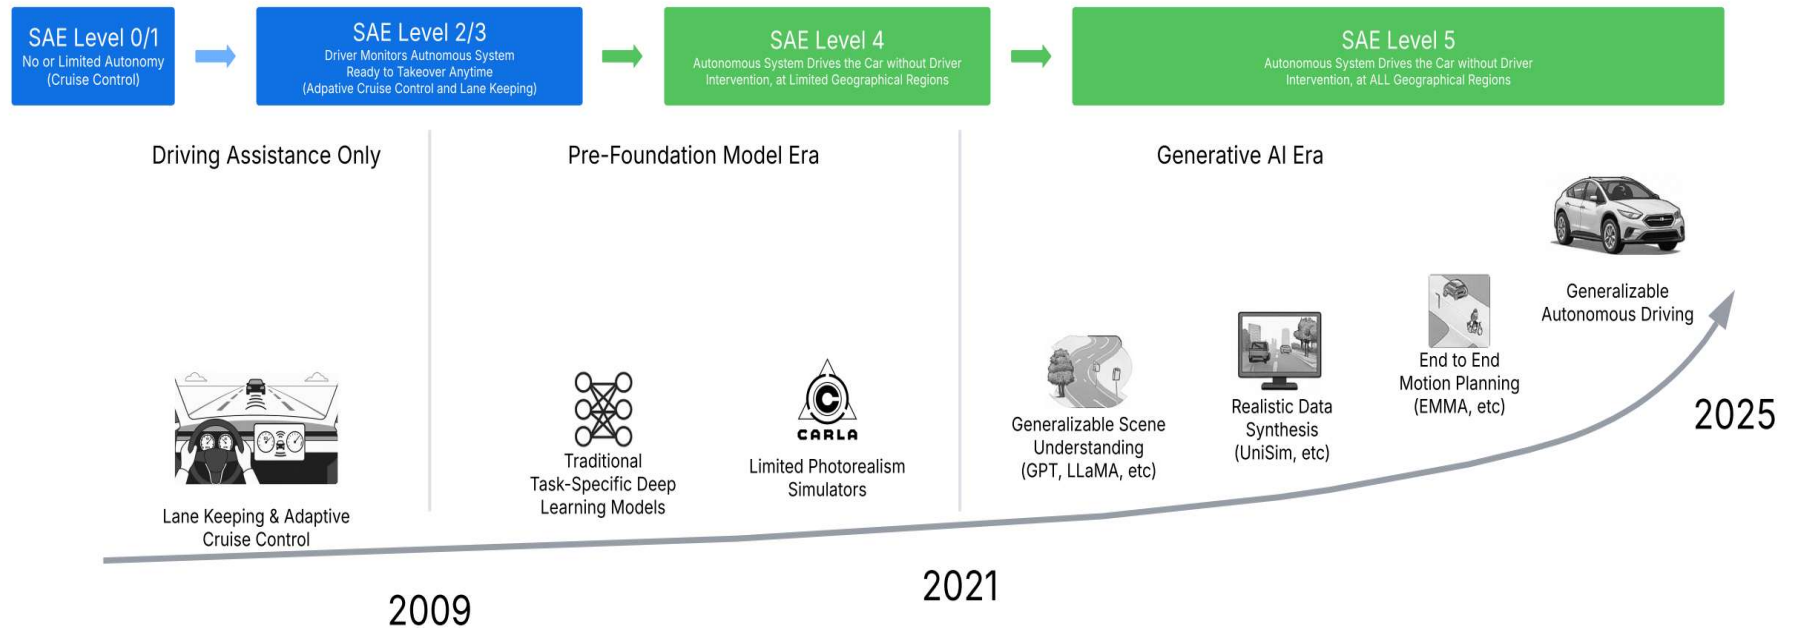 SAE Level 0/1
No or Limited Autonomy
(Cruise Control)
SAE Level 2/3
Driver Monitors Autnomous System
Ready to Takeover Anytime
(Adpative Cruise Control and Lane Keeping)
SAE Level 4
Autonomous System Drives the Car without Driver
Intervention, at Limited Geographical Regions
SAE Level 5
Autonomous System Drives the Car without Driver
Intervention, at ALL Geographical Regions
Driving Assistance Only
Pre-Foundation Model Era
Generative AI Era
Lane Keeping & Adaptive
Cruise Control
Traditional
Task-Specific Deep
Learning Models
C
CARLA
Limited Photorealism
Simulators
Generalizable Scene
Understanding
(GPT, LLaMA, etc)
Realistic Data
Synthesis
(UniSim, etc)
End to End
Motion Planning
(EMMA, etc)
Generalizable
Autonomous Driving
2009
2021
2025